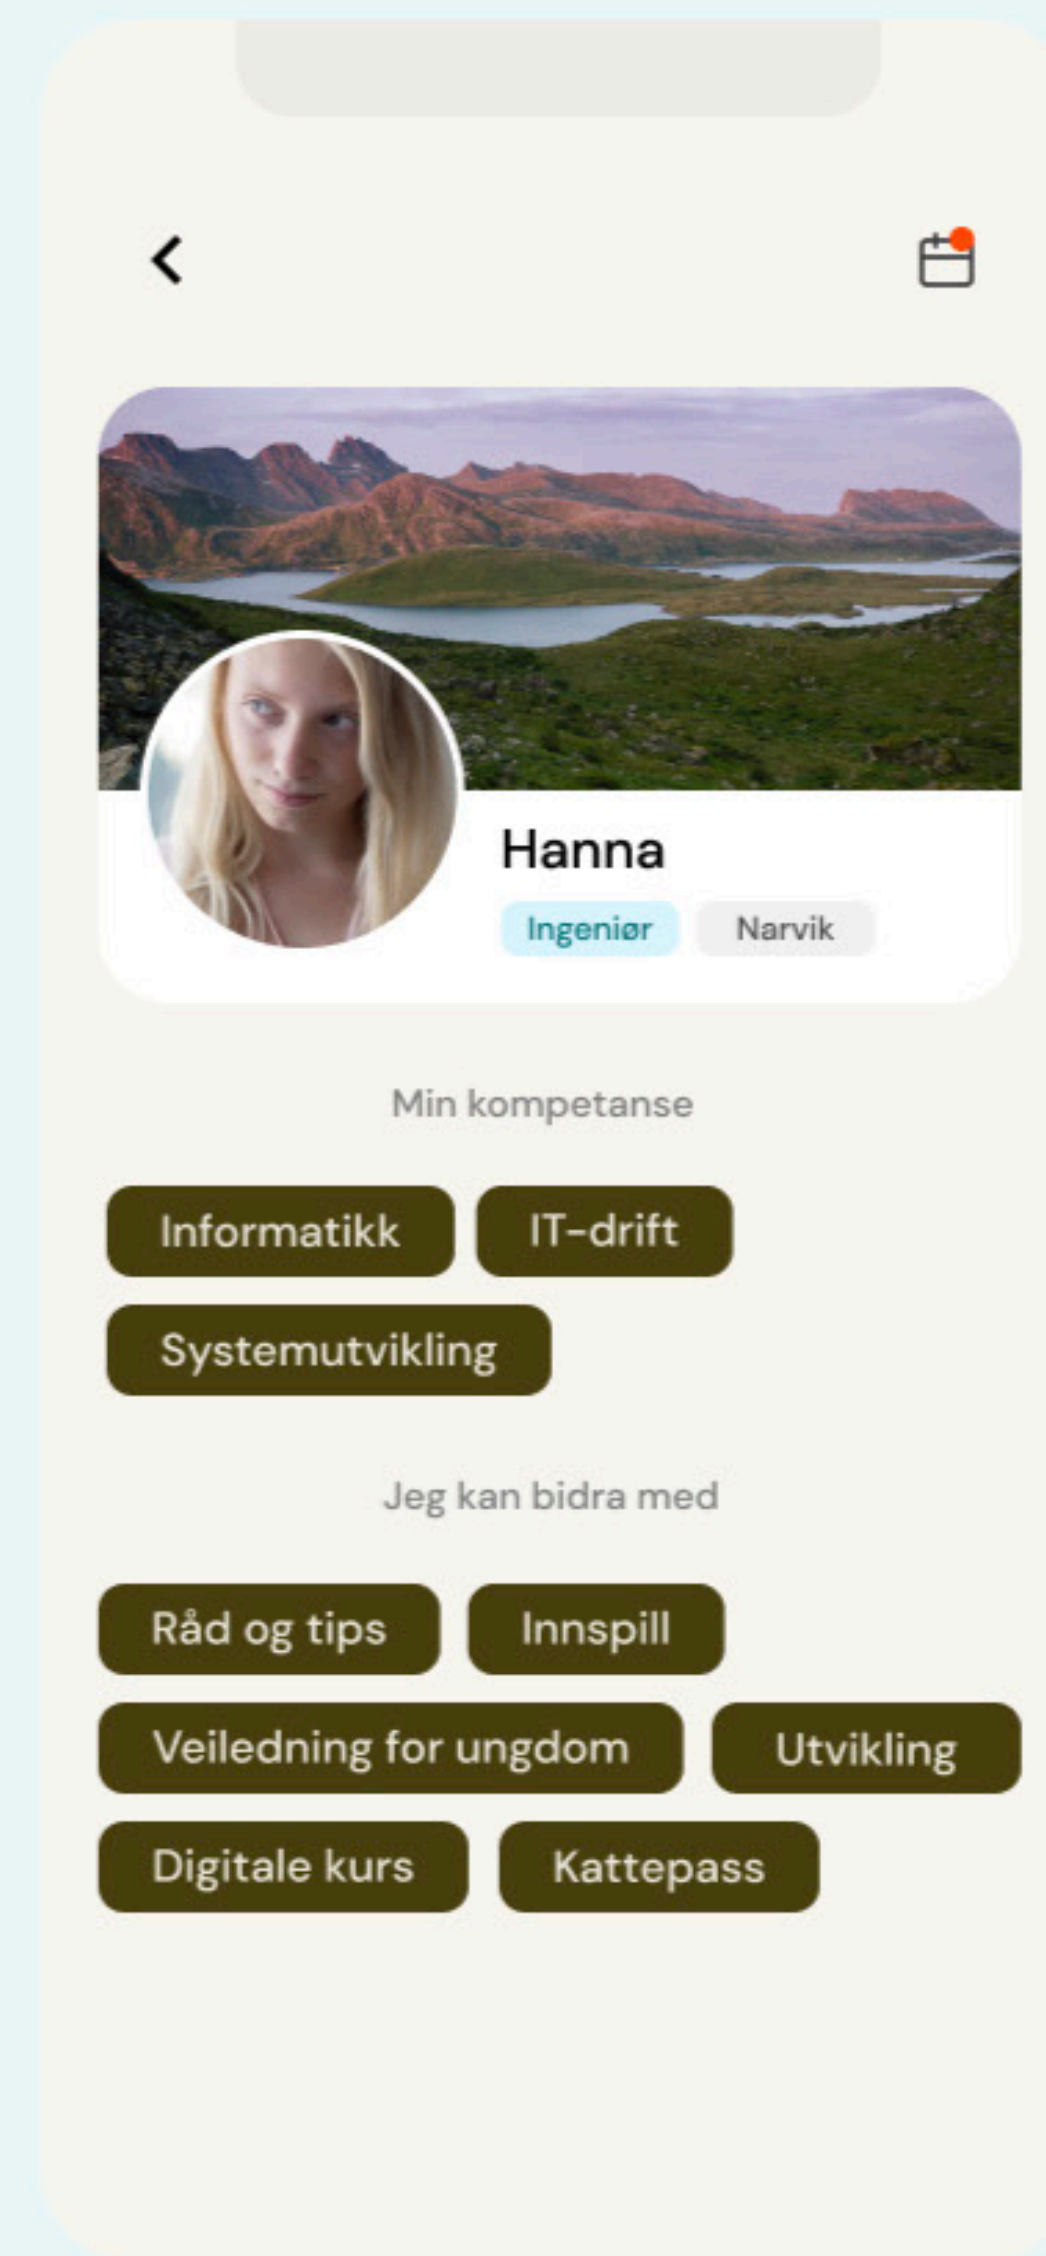 Hanna
Ingeniør Narvik
Min kompetanse
Informatikk IT-drift
Systemutvikling
Jeg kan bidra med
Råd og tips Innspill
Veiledning for ungdom Utvikling
Digitale kurs Kattepass